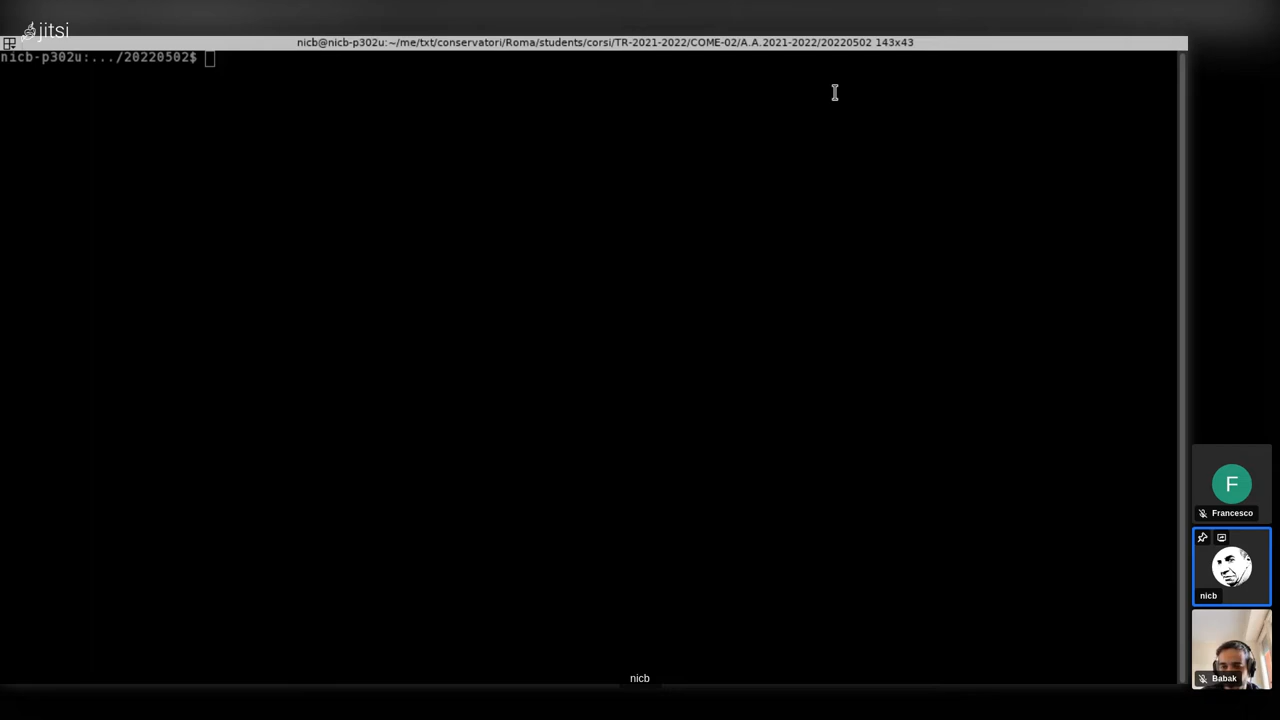 jitsi
nicb@nicb-p302u:~/me/txt/conservatori/Roma/students/corsi/TR-2021-2022/COME-02/A.A.2021-2022/20220502 143x43
nicb-p302u:.../20220502$
F
Francesco
nicb
Babak
nicb